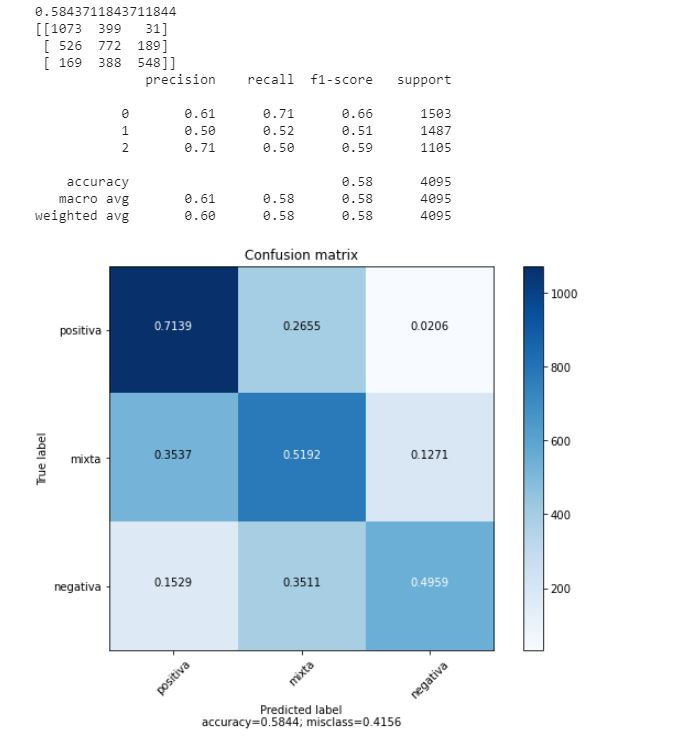 0.5843711843711844
[[1073 399 31]
[ 526 772 189]
[ 169 388 548]]
precision recall f1-score support
0 0.61 0.71 0.66 1503
1 0.50 0.52 0.51 1487
2 0.71 0.50 0.59 1105
accuracy 0.58 4095
macro avg 0.61 0.58 0.58 4095
weighted avg 0.60 0.58 0.58 4095
Confusion matrix
positiva 0.7139 0.2655 0.0206
mixta 0.3537 0.5192 0.1271
negativa 0.1529 0.3511 0.4959
True label
positiva mixta negativa
Predicted label
accuracy=0.5844; misclass=0.4156
1000
800
600
400
200